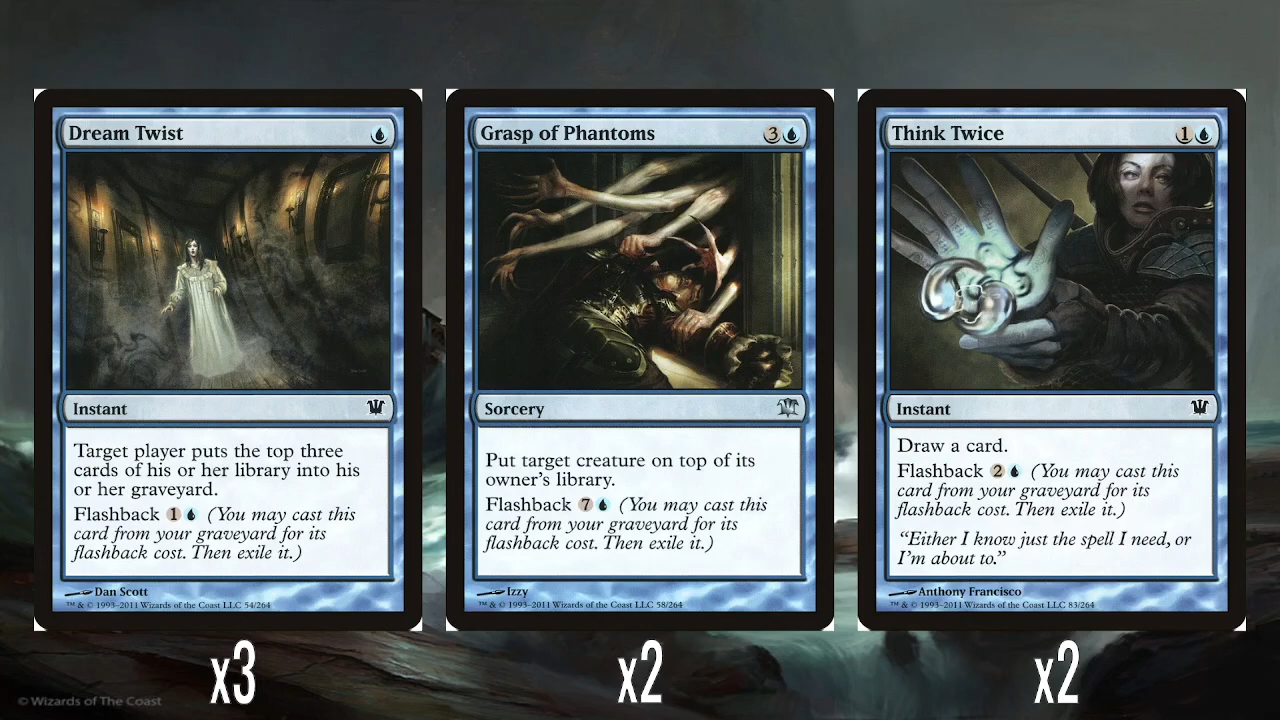 Dream Twist
Instant
Target player puts the top three
cards of his or her library into his
or her graveyard.
Flashback 1 (You may cast this
card from your graveyard for its
flashback cost. Then exile it.)
Dan Scott
™ & © 1993–2011 Wizards of the Coast LLC 54/264
x3
Grasp of Phantoms 3
Sorcery
Put target creature on top of its
owner's library.
Flashback 7 (You may cast this
card from your graveyard for its
flashback cost. Then exile it.)
Izzy
™ & © 1993–2011 Wizards of the Coast LLC 58/264
x2
Think Twice 1
Instant
Draw a card.
Flashback 2 (You may cast this
card from your graveyard for its
flashback cost. Then exile it.)
“Either I know just the spell I need, or
I'm about to.”
Anthony Francisco
™ & © 1993–2011 Wizards of the Coast LLC 83/264
x2
© Wizards of The Coast